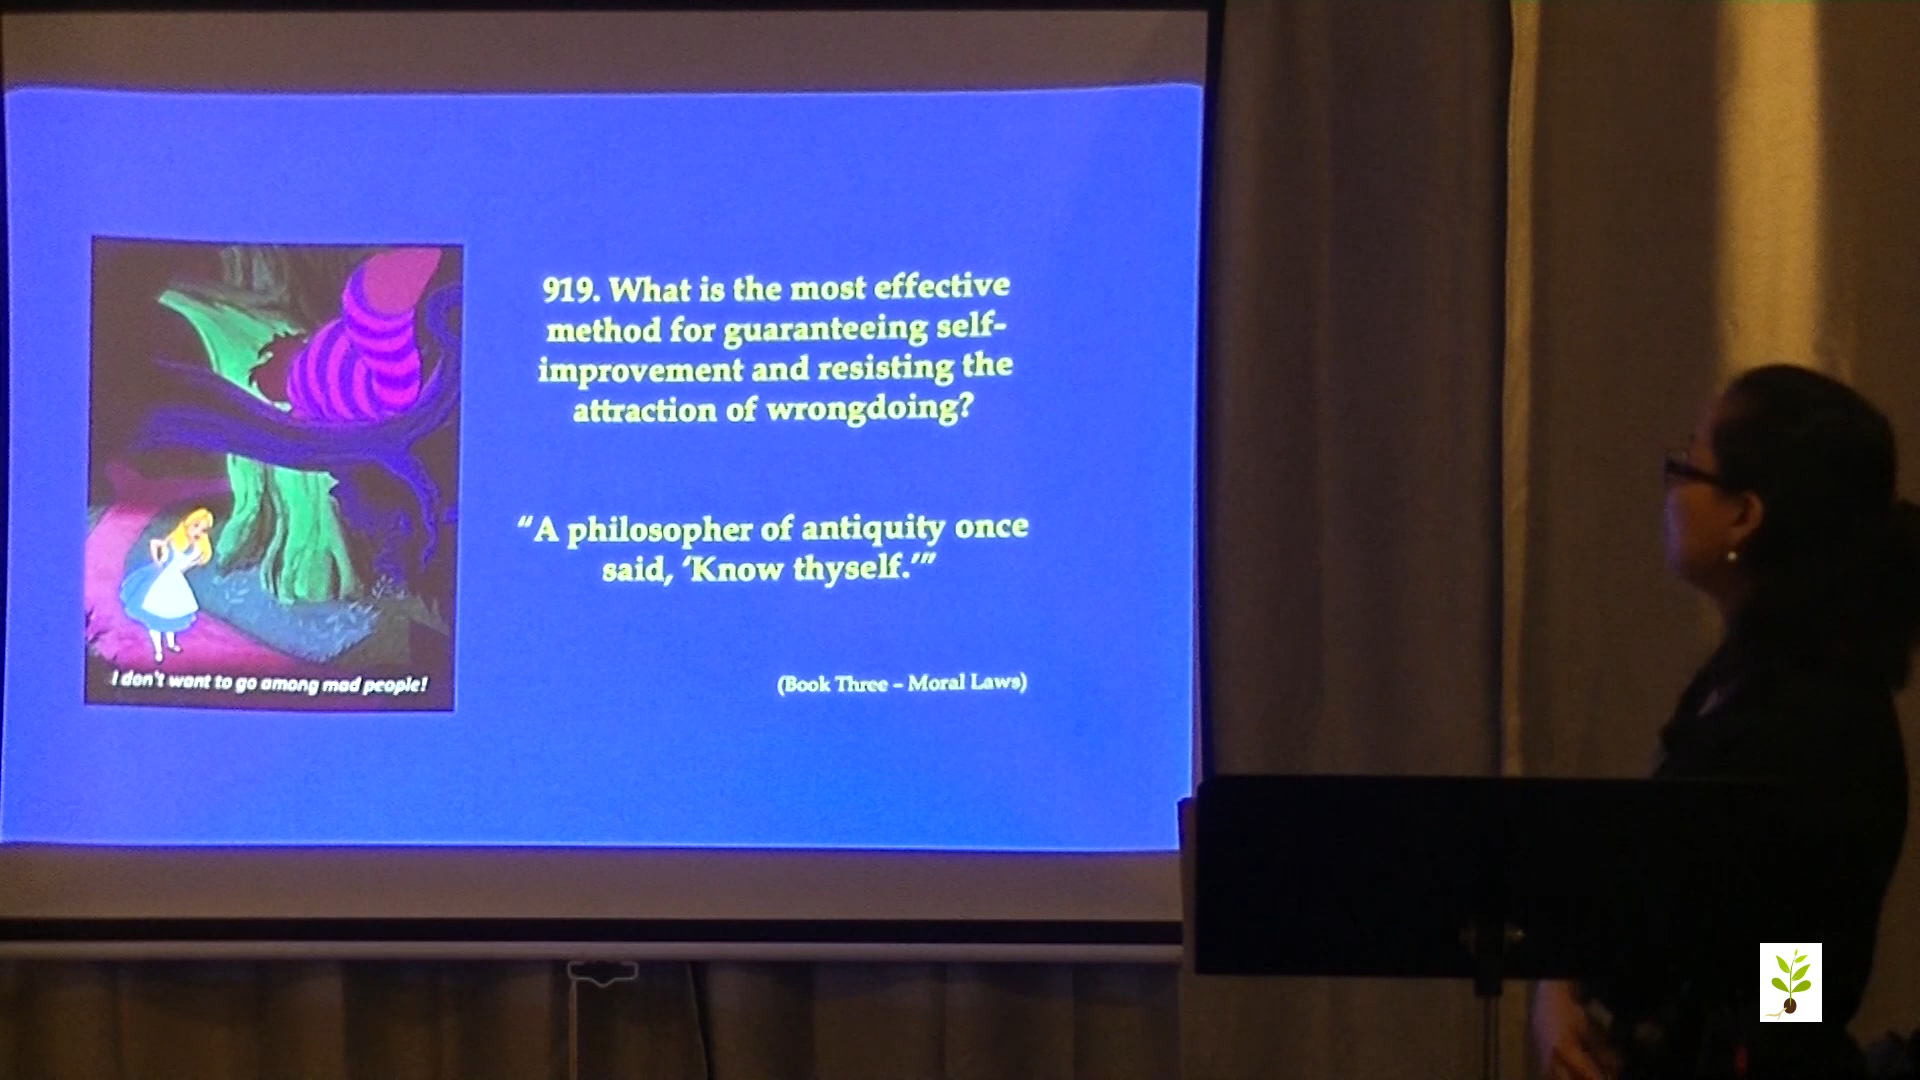 919. What is the most effective
method for guaranteeing self-
improvement and resisting the
attraction of wrongdoing?
“A philosopher of antiquity once
said, ‘Know thyself.’”
(Book Three – Moral Laws)
I don't want to go among mad people!